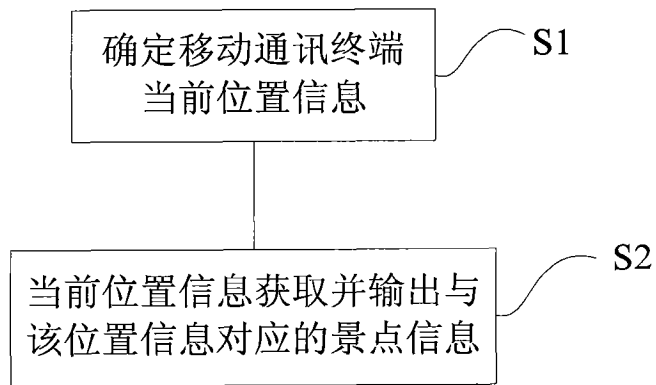 确定移动通讯终端
当前位置信息
S1
当前位置信息获取并输出与
该位置信息对应的景点信息
S2